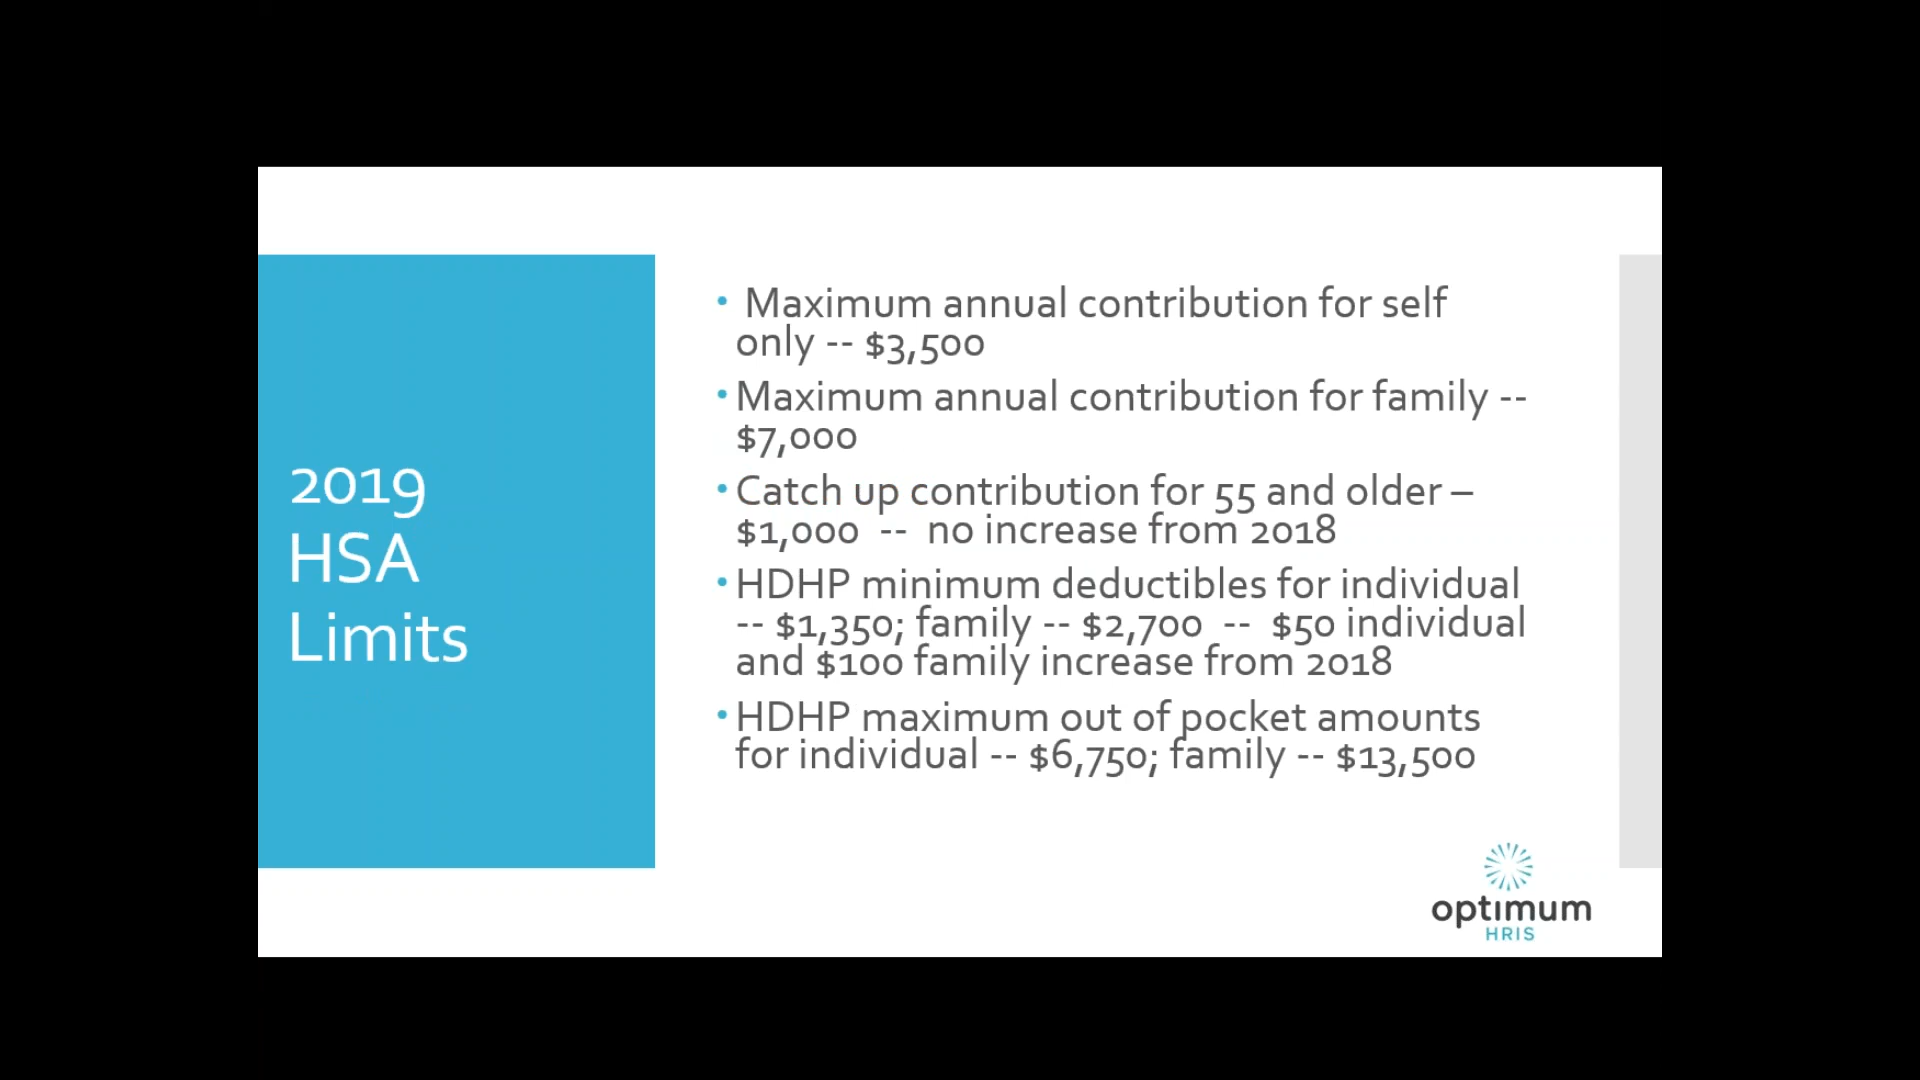 2019
HSA
Limits
• Maximum annual contribution for self
only -- $3,500
• Maximum annual contribution for family --
$7,000
• Catch up contribution for 55 and older –
$1,000  --  no increase from 2018
• HDHP minimum deductibles for individual
-- $1,350; family -- $2,700  --  $50 individual
and $100 family increase from 2018
• HDHP maximum out of pocket amounts
for individual -- $6,750; family -- $13,500
optimum
HRIS